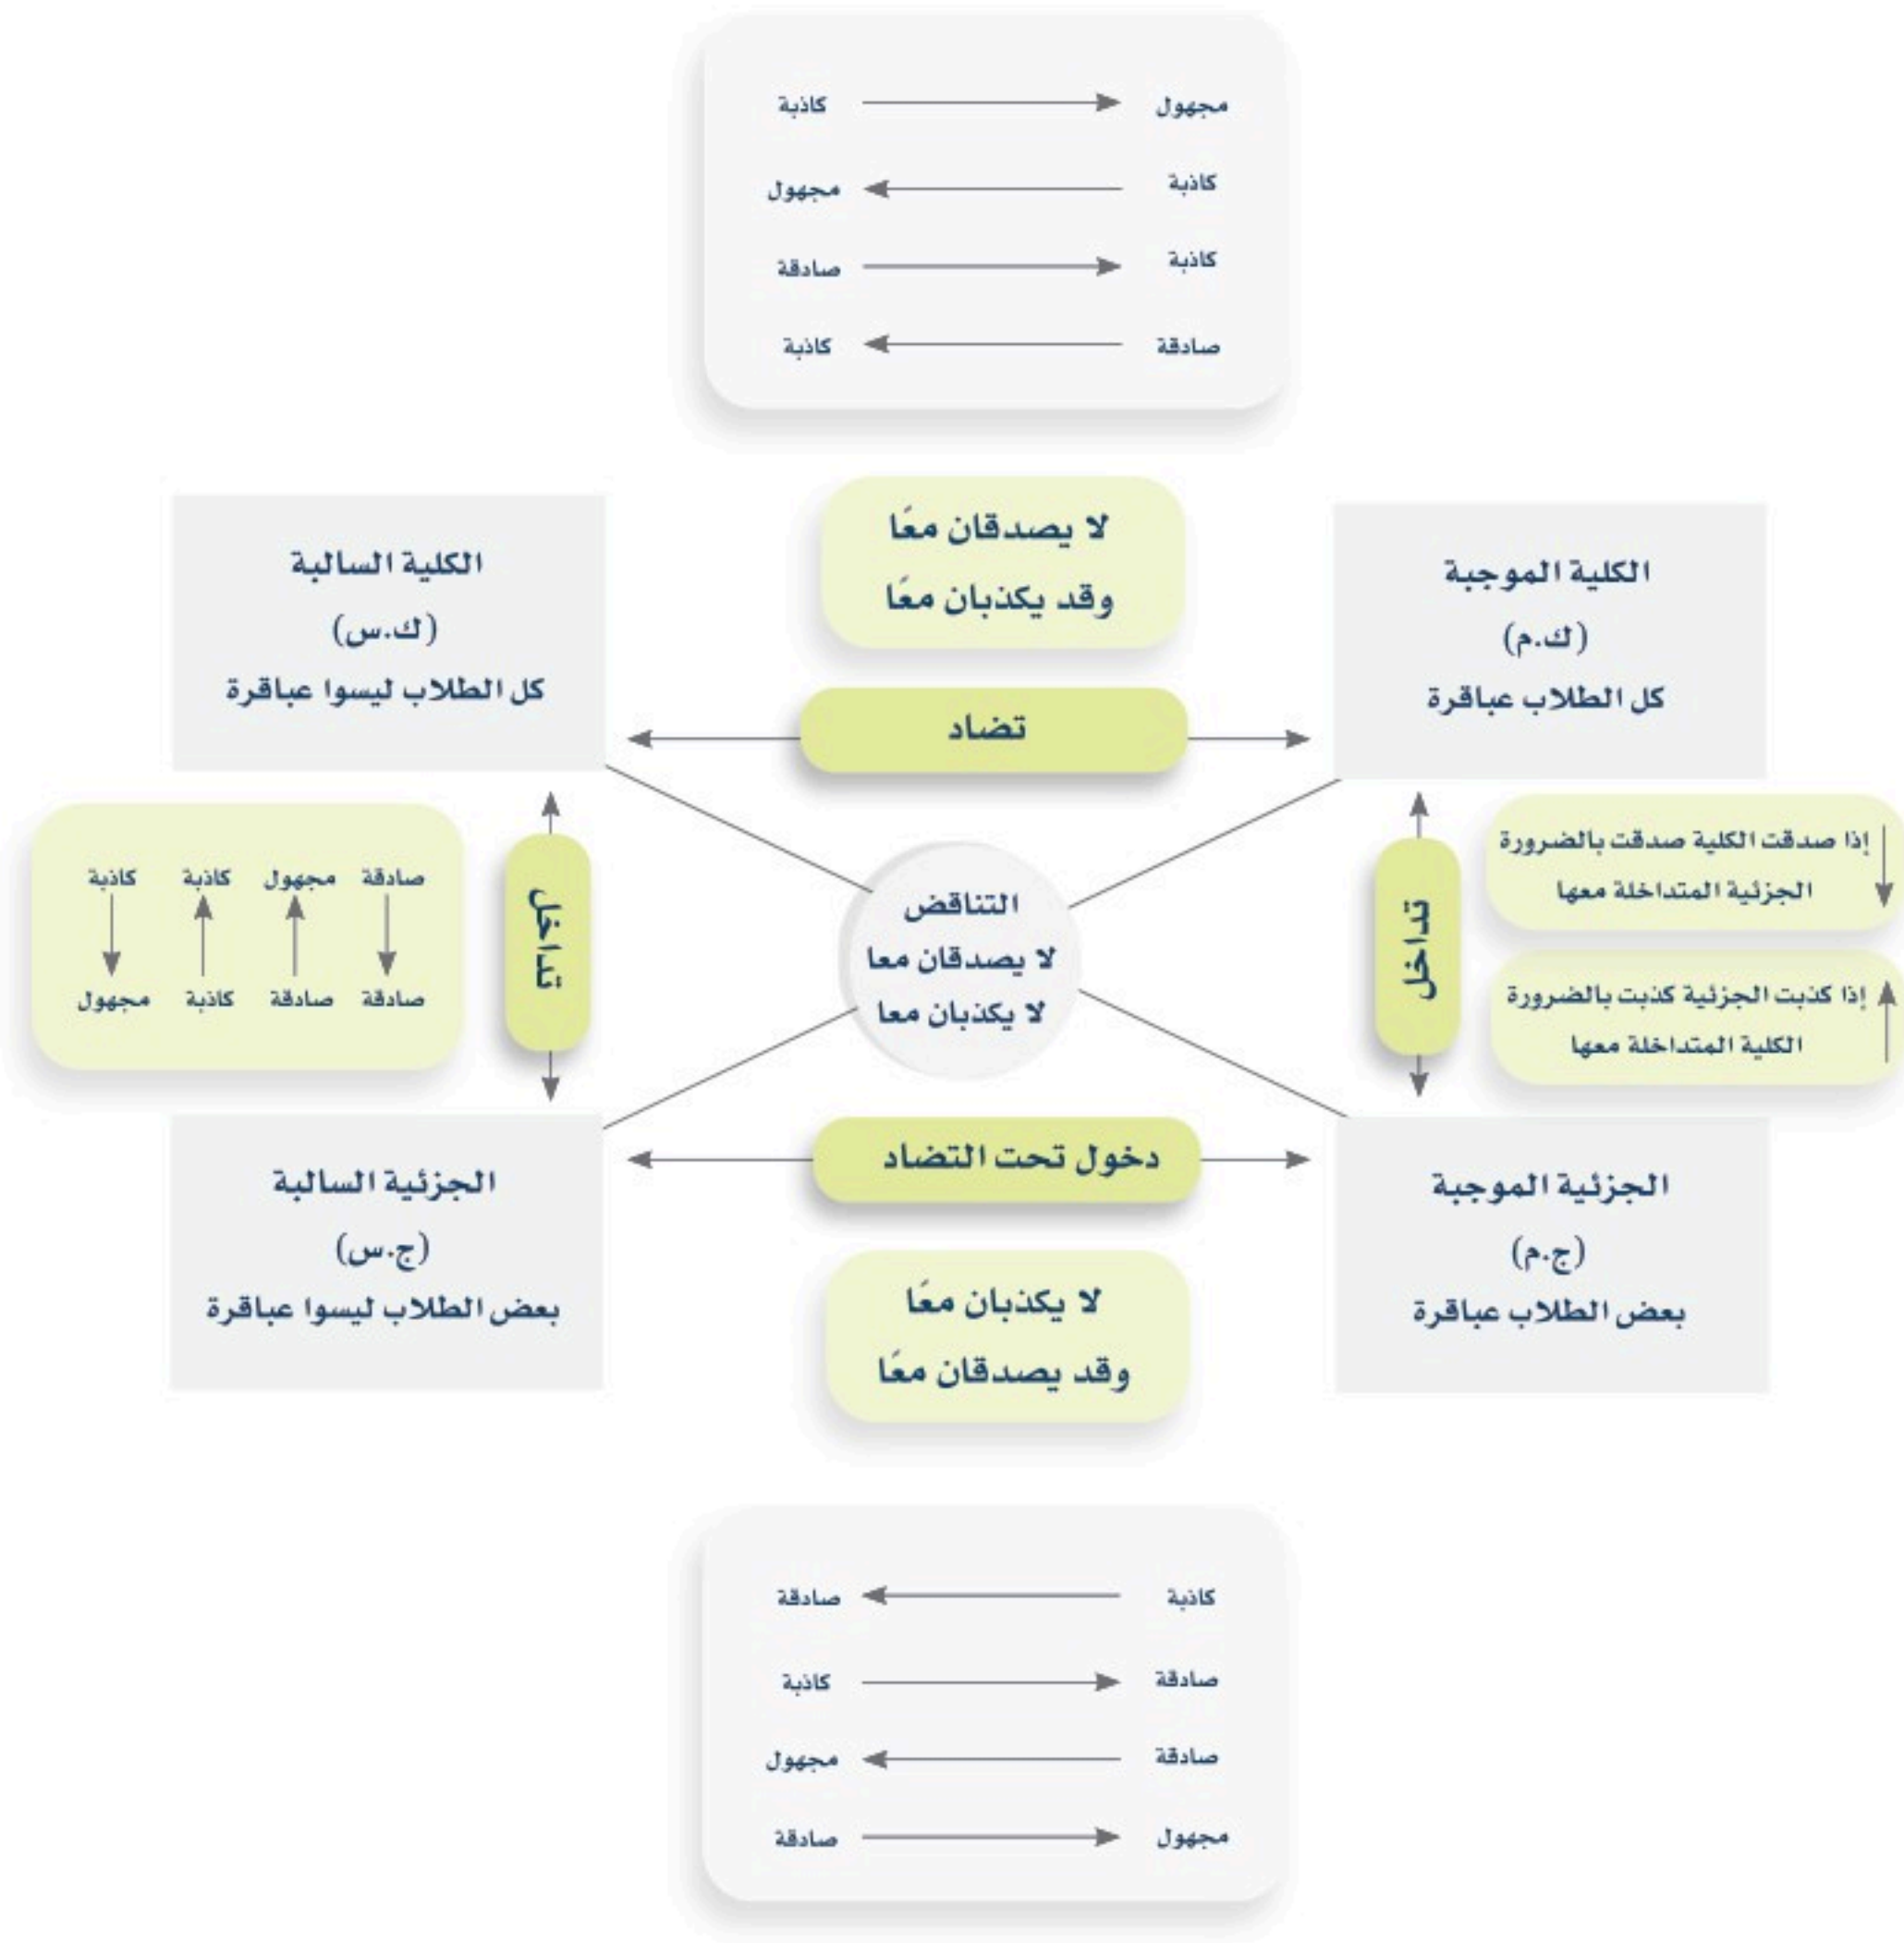 مجهول كاذبة
كاذبة مجهول
كاذبة صادقة
صادقة كاذبة
الكلية الموجبة
(ك.م)
كل الطلاب عباقرة
لا يصدقان معًا
وقد يكذبان معًا
تضاد
الكلية السالبة
(ك.س)
كل الطلاب ليسوا عباقرة
إذا صدقت الكلية صدقت بالضرورة
الجزئية المتداخلة معها
إذا كذبت الجزئية كذبت بالضرورة
الكلية المتداخلة معها
تداخل
التناقض
لا يصدقان معا
لا يكذبان معا
تداخل
صادقة مجهول كاذبة كاذبة
صادقة صادقة كاذبة مجهول
الجزئية الموجبة
(ج.م)
بعض الطلاب عباقرة
دخول تحت التضاد
لا يكذبان معًا
وقد يصدقان معًا
الجزئية السالبة
(ج.س)
بعض الطلاب ليسوا عباقرة
كاذبة صادقة
صادقة كاذبة
صادقة مجهول
مجهول صادقة